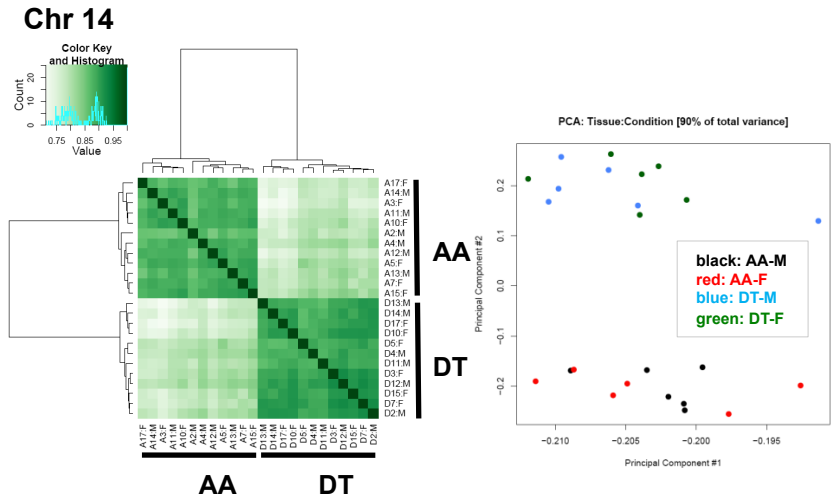 Chr 14
Color Key
and Histogram
Count
0 10 20
0.75 0.85 0.95
Value
A17:F
A14:M
A3:F
A11:M
A10:F
A2:M
A4:M
A12:M
A5:F
A13:M
A7:F
A15:F
D13:M
D14:M
D17:F
D10:F
D5:F
D4:M
D11:M
D3:F
D12:M
D15:F
D7:F
D2:M
AA
DT
A17:F A14:M A3:F A11:M A10:F A2:M A4:M A12:M A5:F A13:M A7:F A15:F D13:M D14:M D17:F D10:F D5:F D4:M D11:M D3:F D12:M D15:F D7:F D2:M
AA DT
PCA: Tissue:Condition [90% of total variance]
Principal Component #2
0.2
0.1
0.0
−0.1
−0.2
black: AA-M
red: AA-F
blue: DT-M
green: DT-F
−0.210 −0.205 −0.200 −0.195
Principal Component #1